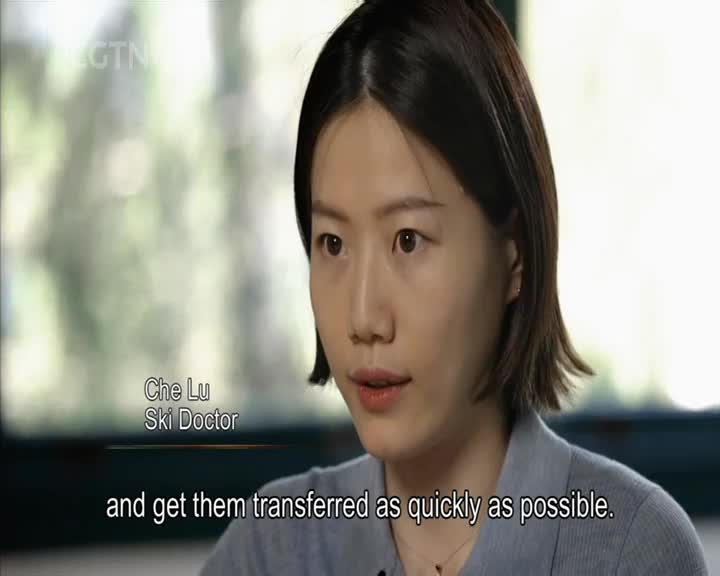 CGTN
Che Lu
Ski Doctor
and get them transferred as quickly as possible.